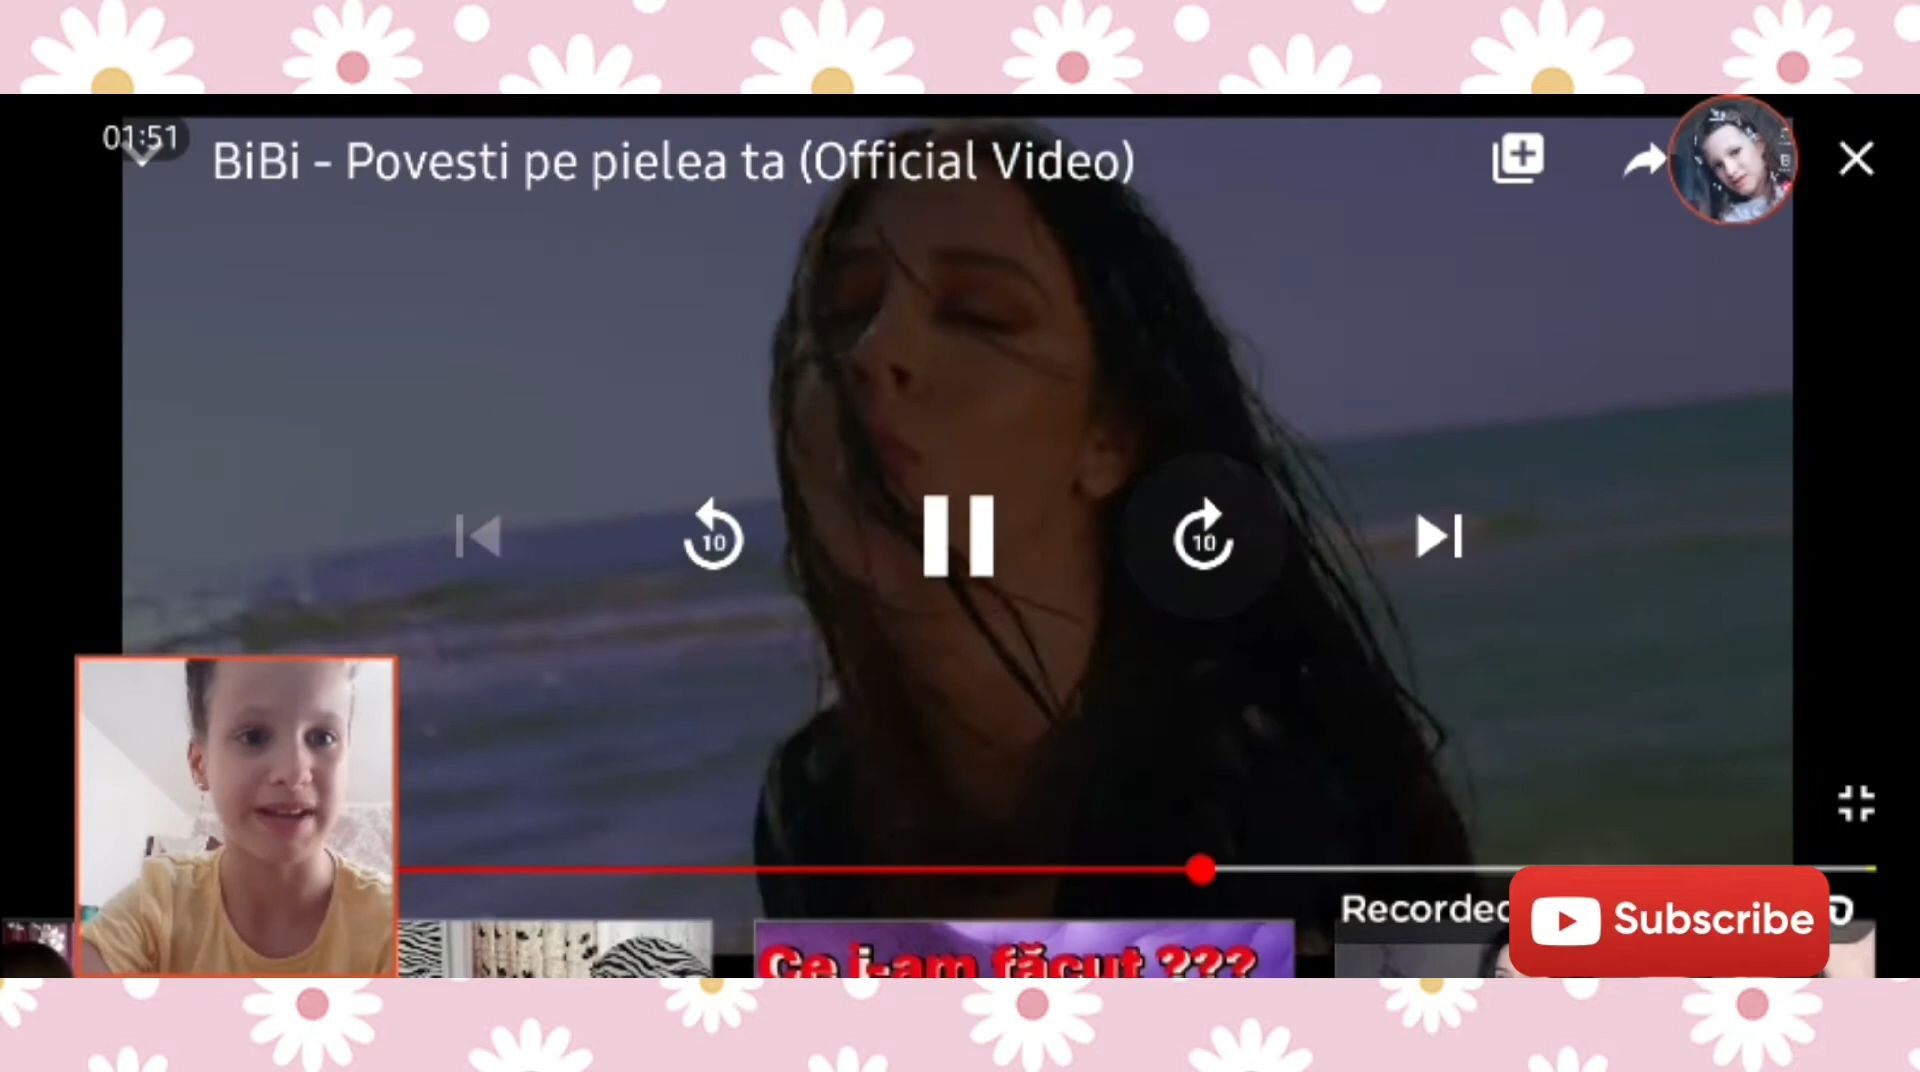 01:51
BiBi - Povesti pe pielea ta (Official Video)
10
10
Recorded
Subscribe
Ce i-am făcut ???